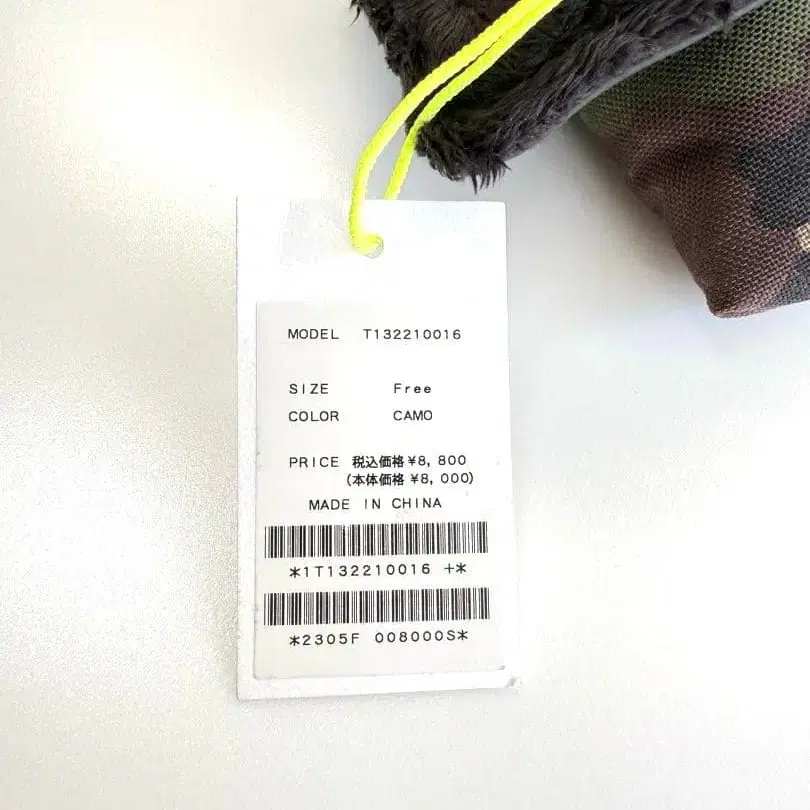 MODEL T132210016
SIZE Free
COLOR CAMO
PRICE 税込価格¥8,800
(本体価格 ¥8,000)
MADE IN CHINA
*1T132210016 +*
*2305F 008000S*